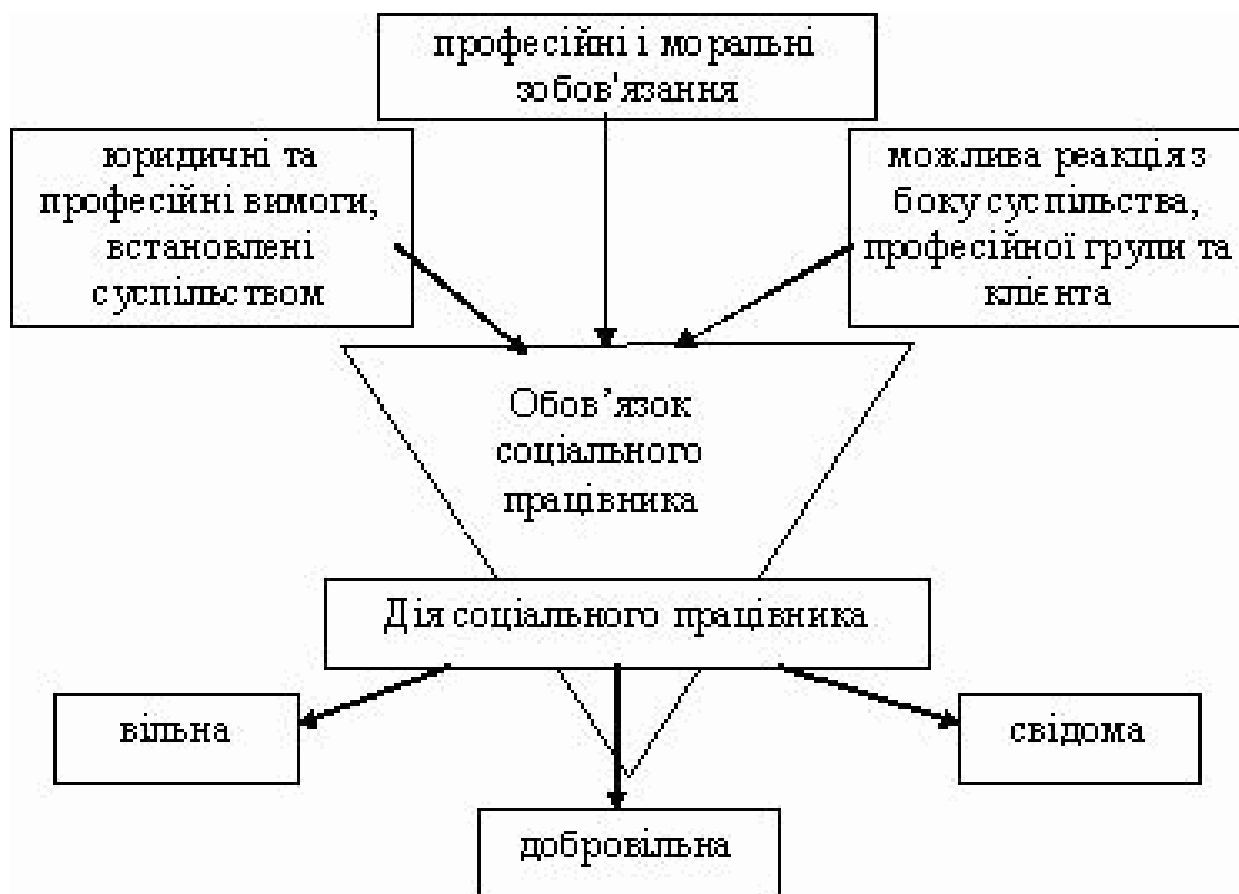 професійні і моральні
зобов'язання
юридичні та
професійні вимоги,
встановлені
суспільством
можлива реакція з
боку суспільства,
професійної групи та
клієнта
Обов’язок
соціального
працівника
Дія соціального працівника
вільна
свідома
добровільна